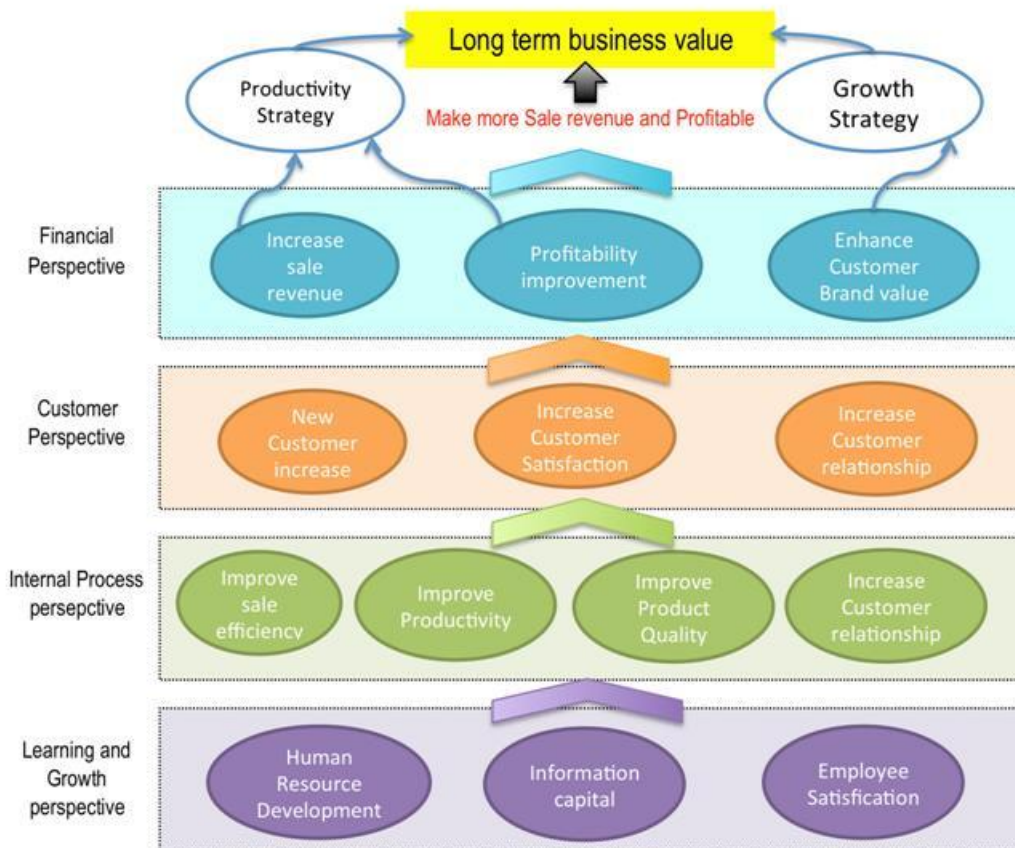 Long term business value
Productivity
Strategy
Make more Sale revenue and Profitable
Growth
Strategy
Financial
Perspective
Increase
sale
revenue
Profitability
improvement
Enhance
Customer
Brand value
Customer
Perspective
New
Customer
increase
Increase
Customer
Satisfaction
Increase
Customer
relationship
Internal Process
persepctive
Improve
sale
efficiency
Improve
Productivity
Improve
Product
Quality
Increase
Customer
relationship
Learning and
Growth
perspective
Human
Resource
Development
Information
capital
Employee
Satisfication